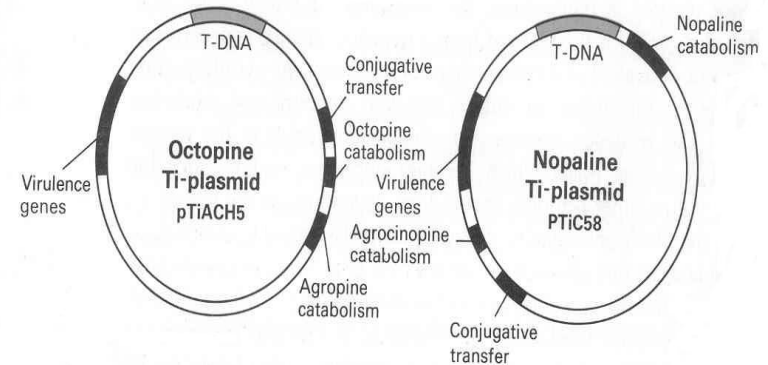 T-DNA
Conjugative
transfer
Octopine
catabolism
Octopine
Ti-plasmid
pTiACH5
Virulence
genes
Agropine
catabolism
T-DNA
Nopaline
catabolism
Nopaline
Ti-plasmid
PTiC58
Virulence
genes
Agrocinopine
catabolism
Conjugative
transfer